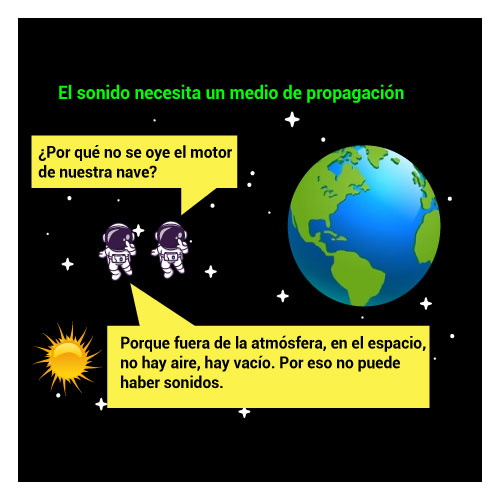 El sonido necesita un medio de propagación
¿Por qué no se oye el motor
de nuestra nave?
Porque fuera de la atmósfera, en el espacio,
no hay aire, hay vacío. Por eso no puede
haber sonidos.